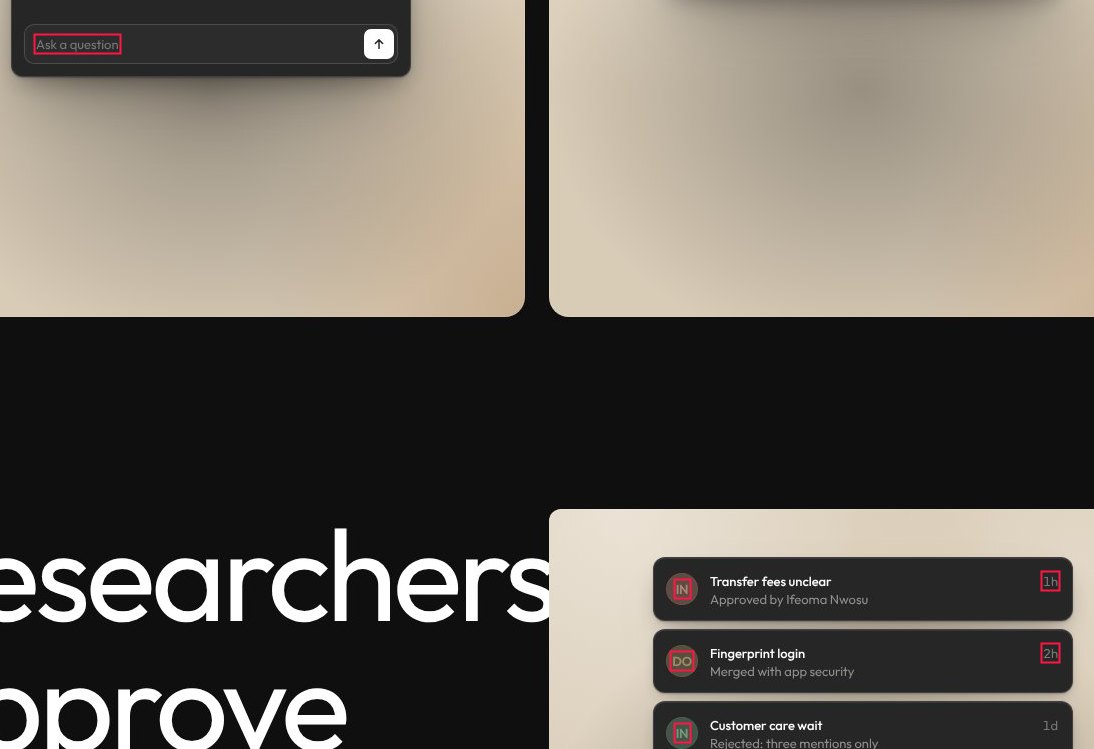 Ask a question
esearchers
pprove
IN
Transfer fees unclear
1h
Approved by Ifeoma Nwosu
DO
Fingerprint login
2h
Merged with app security
IN
Customer care wait
1d
Rejected: three mentions only